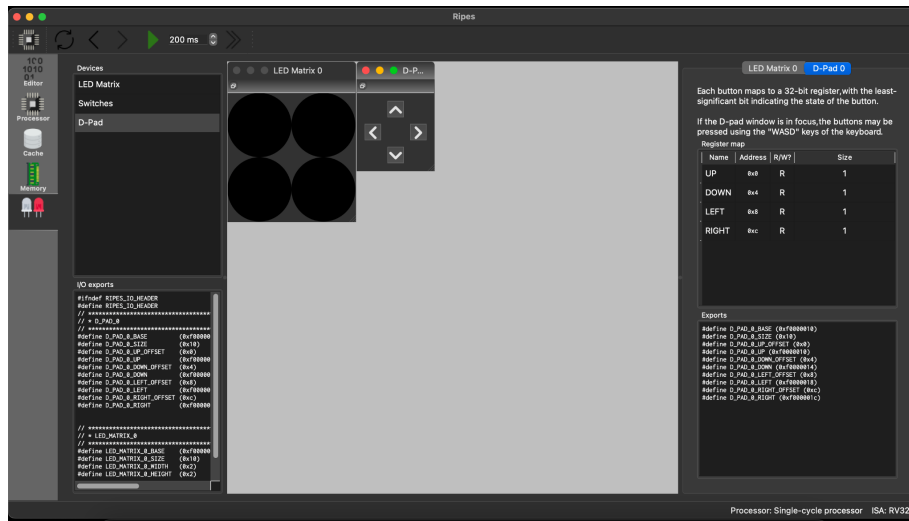 Ripes
200 ms
Editor
Processor
Cache
Memory
Devices
LED Matrix
Switches
D-Pad
LED Matrix 0
D-P...
I/O exports
#ifndef RIPES_IO_HEADER
#define RIPES_IO_HEADER
// *************************************
// * D_PAD_0
// *************************************
#define D_PAD_0_BASE (0xf00000
#define D_PAD_0_SIZE (0x10)
#define D_PAD_0_UP_OFFSET (0x0)
#define D_PAD_0_UP (0xf00000
#define D_PAD_0_DOWN_OFFSET (0x4)
#define D_PAD_0_DOWN (0xf00000
#define D_PAD_0_LEFT_OFFSET (0x8)
#define D_PAD_0_LEFT (0xf00000
#define D_PAD_0_RIGHT_OFFSET (0xc)
#define D_PAD_0_RIGHT (0xf00000
// *************************************
// * LED_MATRIX_0
// *************************************
#define LED_MATRIX_0_BASE (0xf00000
#define LED_MATRIX_0_SIZE (0x10)
#define LED_MATRIX_0_WIDTH (0x2)
#define LED_MATRIX_0_HEIGHT (0x2)
LED Matrix 0 D-Pad 0
Each button maps to a 32-bit register,with the least-
significant bit indicating the state of the button.
If the D-pad window is in focus,the buttons may be
pressed using the "WASD" keys of the keyboard.
Register map
Name Address R/W? Size
UP 0x0 R 1
DOWN 0x4 R 1
LEFT 0x8 R 1
RIGHT 0xc R 1
Exports
#define D_PAD_0_BASE (0xf0000010)
#define D_PAD_0_SIZE (0x10)
#define D_PAD_0_UP_OFFSET (0x0)
#define D_PAD_0_UP (0xf0000010)
#define D_PAD_0_DOWN_OFFSET (0x4)
#define D_PAD_0_DOWN (0xf0000014)
#define D_PAD_0_LEFT_OFFSET (0x8)
#define D_PAD_0_LEFT (0xf0000018)
#define D_PAD_0_RIGHT_OFFSET (0xc)
#define D_PAD_0_RIGHT (0xf000001c)
Processor: Single-cycle processor ISA: RV32